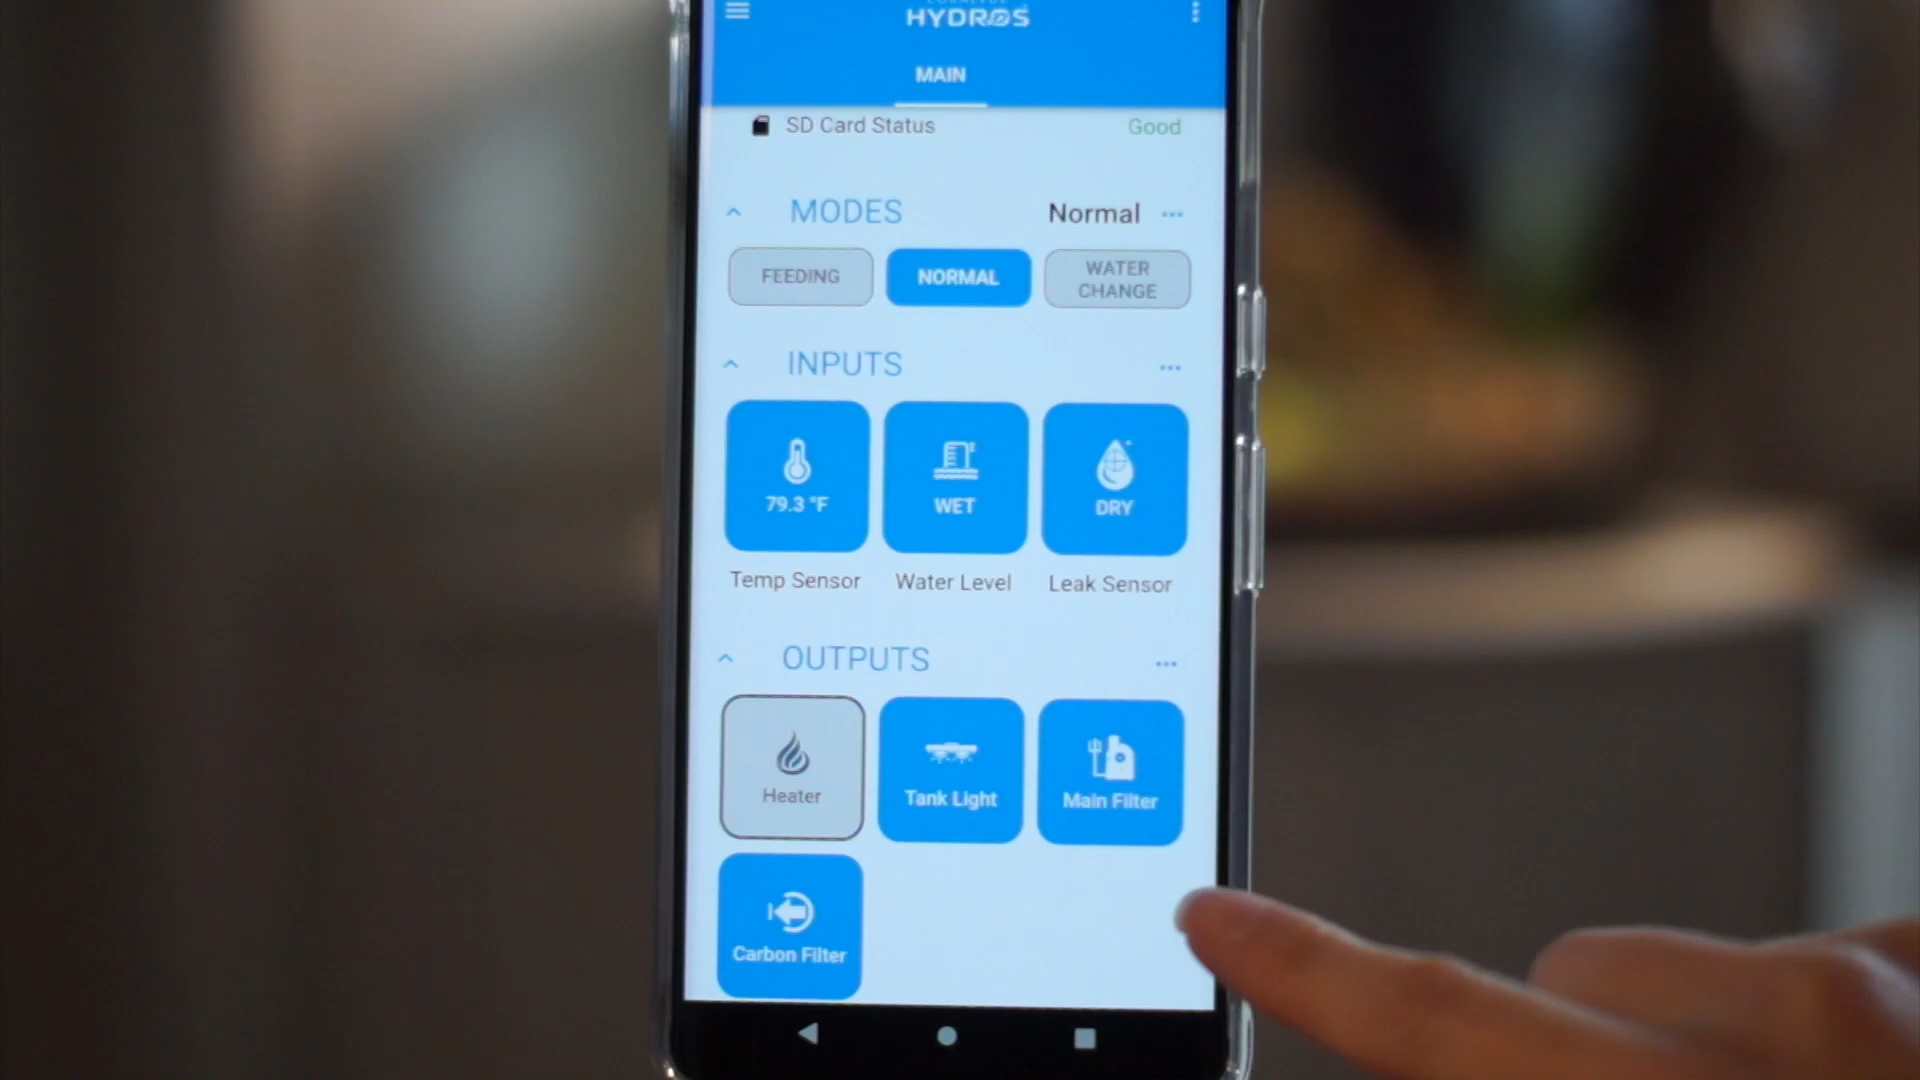 HYDROS
MAIN
SD Card Status Good
MODES Normal
FEEDING NORMAL WATER CHANGE
INPUTS
79.3 °F WET DRY
Temp Sensor Water Level Leak Sensor
OUTPUTS
Heater Tank Light Main Filter
Carbon Filter